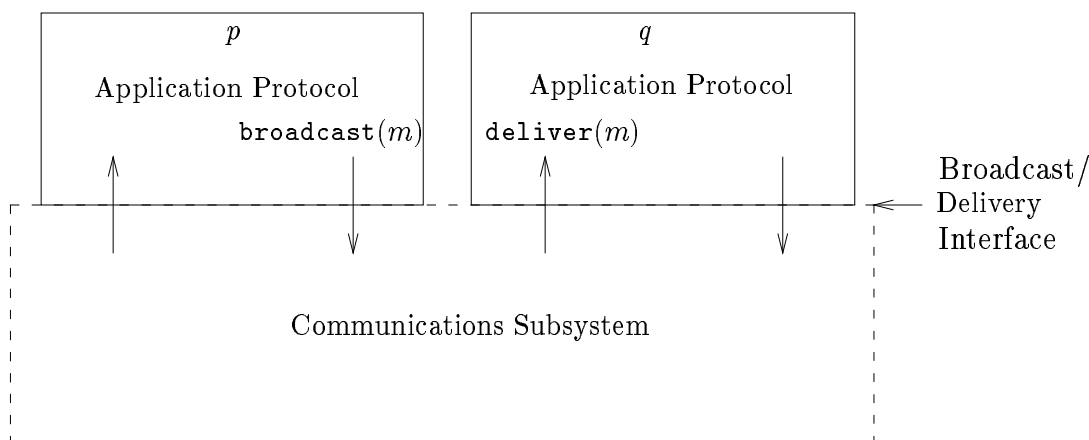 p
Application Protocol
broadcast(m)
q
Application Protocol
deliver(m)
Broadcast/
Delivery
Interface
Communications Subsystem